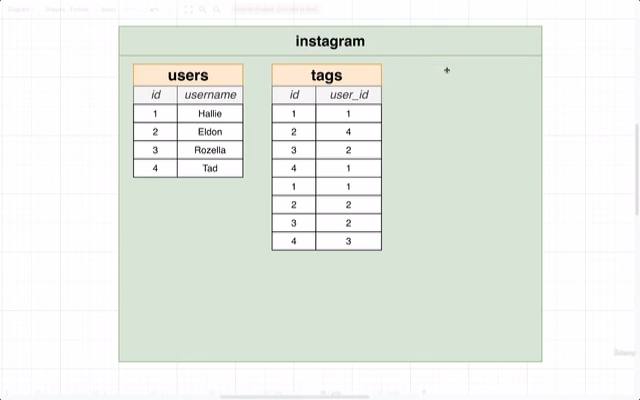 instagram
users
id username
1 Hallie
2 Eldon
3 Rozella
4 Tad
tags
id user_id
1 1
2 4
3 2
4 1
1 1
2 2
3 2
4 3